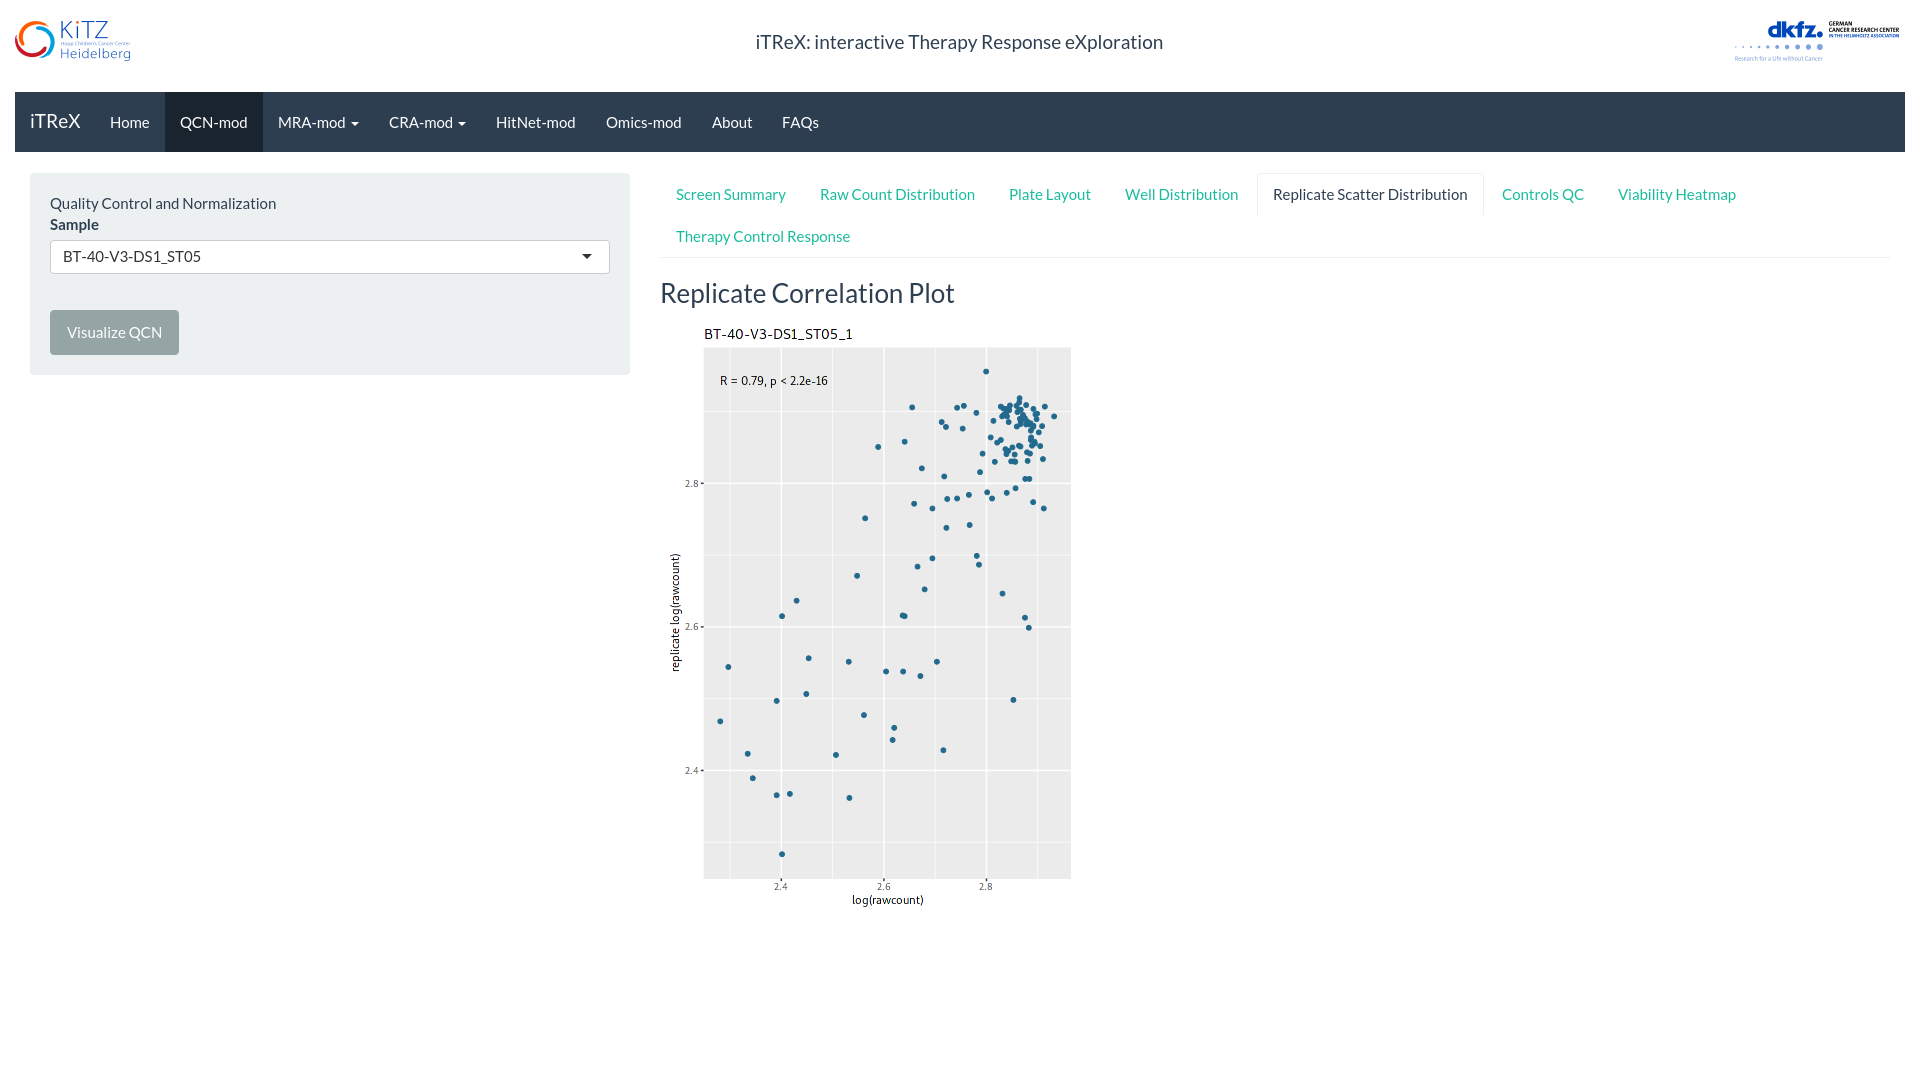 KiTZ
Hopp Children's Cancer Center
Heidelberg
iTReX: interactive Therapy Response eXploration
dkfz.
GERMAN
CANCER RESEARCH CENTER
IN THE HELMHOLTZ ASSOCIATION
Research for a Life without Cancer
iTReX Home QCN-mod MRA-mod CRA-mod HitNet-mod Omics-mod About FAQs
Quality Control and Normalization
Sample
BT-40-V3-DS1_ST05
Visualize QCN
Screen Summary Raw Count Distribution Plate Layout Well Distribution Replicate Scatter Distribution Controls QC Viability Heatmap
Therapy Control Response
Replicate Correlation Plot
BT-40-V3-DS1_ST05_1
R = 0.79, p < 2.2e-16
2.8
2.6
2.4
replicate log(rawcount)
2.4 2.6 2.8
log(rawcount)